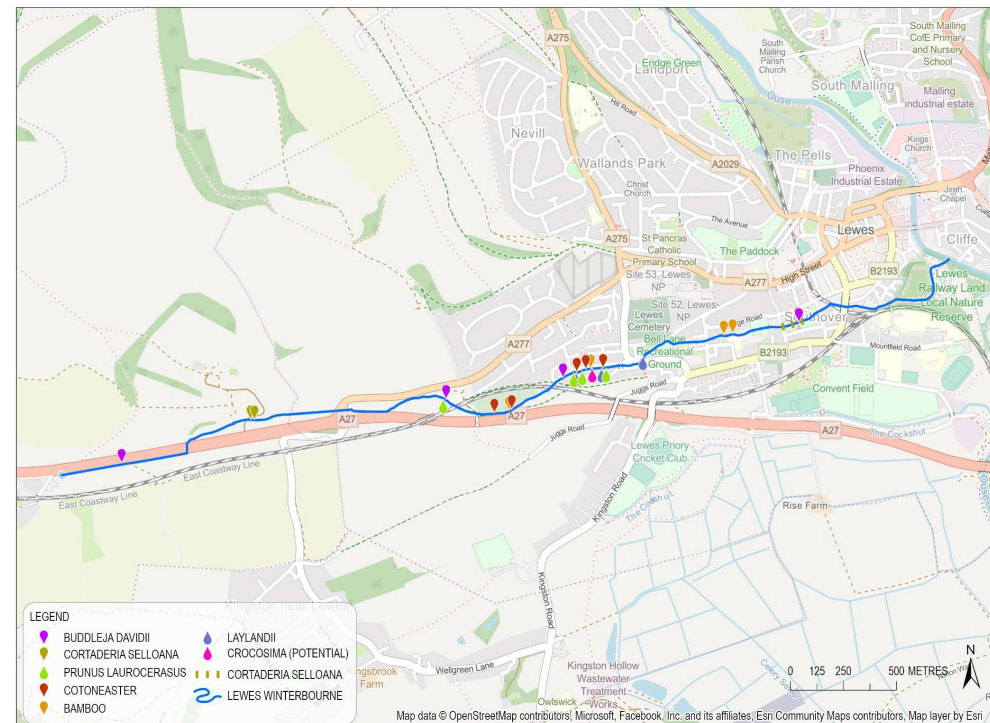 A275
South Malling
CofE Primary
and Nursery
School
South
Malling
Parish
Church
Eridge Green
Landport
South Malling
Malling
industrial estate
Ouse
Hill Road
Nevill
Kings
Church
Wallands Park
A2029
The Pells
Phoenix
Industrial Estate
Christ
Church
Jireh
Chapel
The Avenue
Lewes
Cliffe
A275
St Pancras
Catholic
Primary School
The Paddock
High Street
A277
B2193
Site 53, Lewes
NP
Lewes
Railway Land
Local Nature
Reserve
Site 52, Lewes
NP
Lewes
Cemetery
Bell Lane
Recreational
Ground
ge Road
A277
B2193
Mountfield Road
Juggs Road
Convent Field
A27
A27
A27
A27
The Cockshut
Juggs Road
Lewes Priory
Cricket Club
East Coastway Line
East Coastway Line
Kingston Road
The Cockshut
Ouse
Rise Farm
Kingston near Lewes
Kingston Road
LEGEND
BUDDLEJA DAVIDII
CORTADERIA SELLOANA
PRUNUS LAUROCERASUS
COTONEASTER
BAMBOO
LAYLANDII
CROCOSIMA (POTENTIAL)
CORTADERIA SELLOANA
LEWES WINTERBOURNE
Wellgreen Lane
Farm
Kingston Hollow
Wastewater
Treatment
Works
Owlswick
Farm
Celery Sewer
0 125 250 500 METRES
N
Map data © OpenStreetMap contributors, Microsoft, Facebook, Inc. and its affiliates, Esri Community Maps contributors, Map layer by Esri